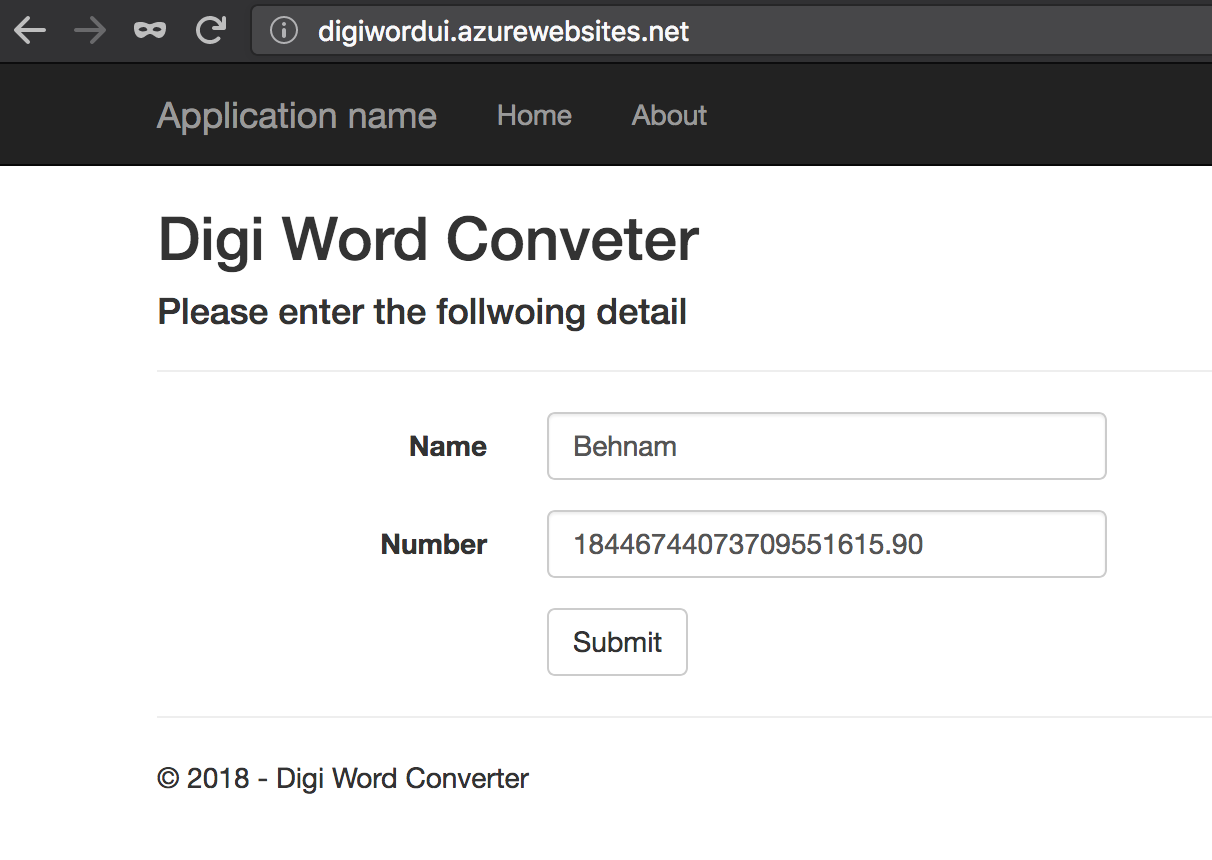 digiwordui.azurewebsites.net
Application name Home About
Digi Word Conveter
Please enter the follwoing detail
Name Behnam
Number 18446744073709551615.90
Submit
© 2018 - Digi Word Converter